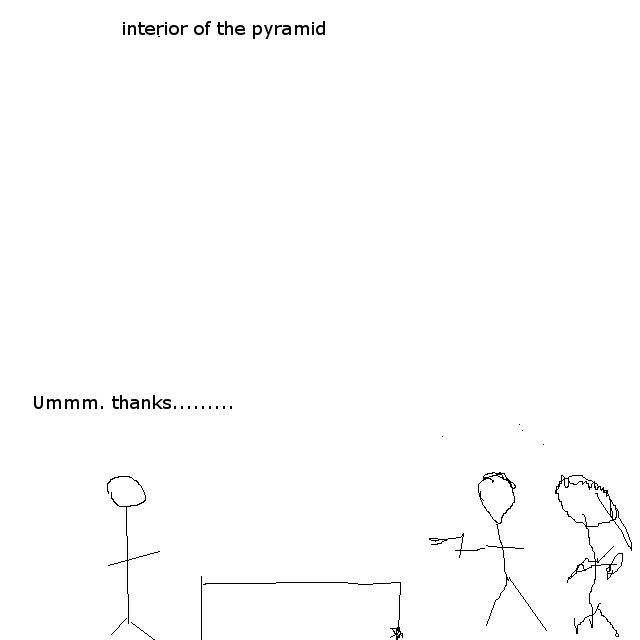 interior of the pyramid
Ummm. thanks.........